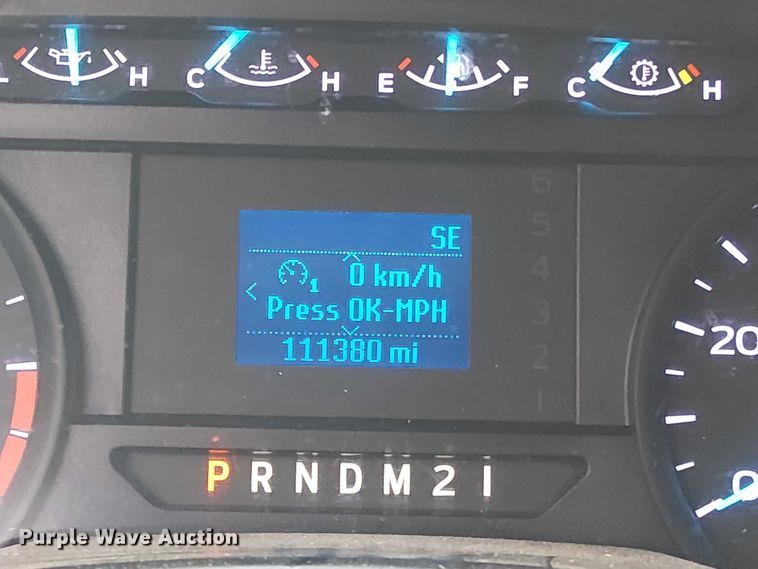 L H C H E F C H
6
5
4
3
2
1
SE
1 0 km/h
Press OK-MPH
111380 mi
20
0
P R N D M 2 1
Purple Wave Auction